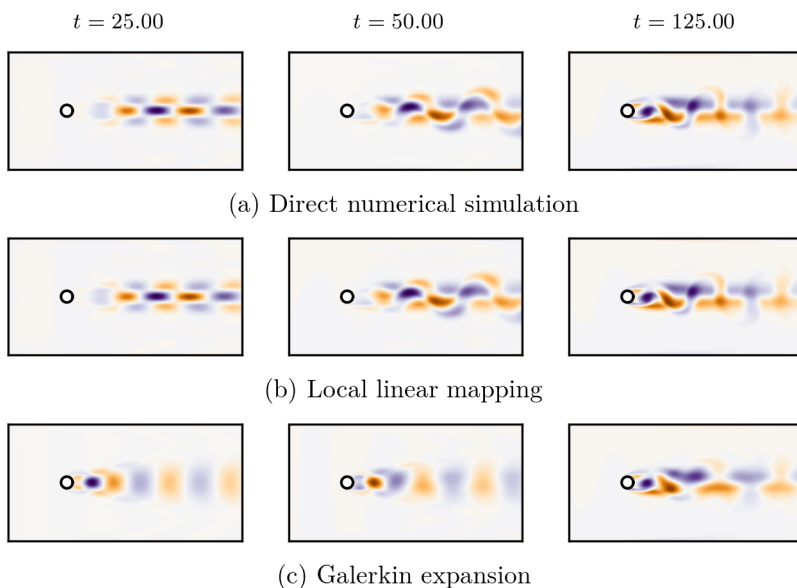 t = 25.00 t = 50.00 t = 125.00
(a) Direct numerical simulation
(b) Local linear mapping
(c) Galerkin expansion